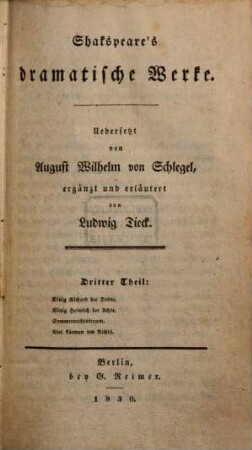 Shakspeare's
dramatische Werke.
Uebersetzt
von
August Wilhelm von Schlegel,
ergänzt und erläutert
von
Ludwig Tieck.
Dritter Theil:
König Richard der Dritte.
König Heinrich der Achte.
Sommernachtstraum.
Viel Lärmen um Nichts.
Berlin,
bey G. Reimer.
1830.